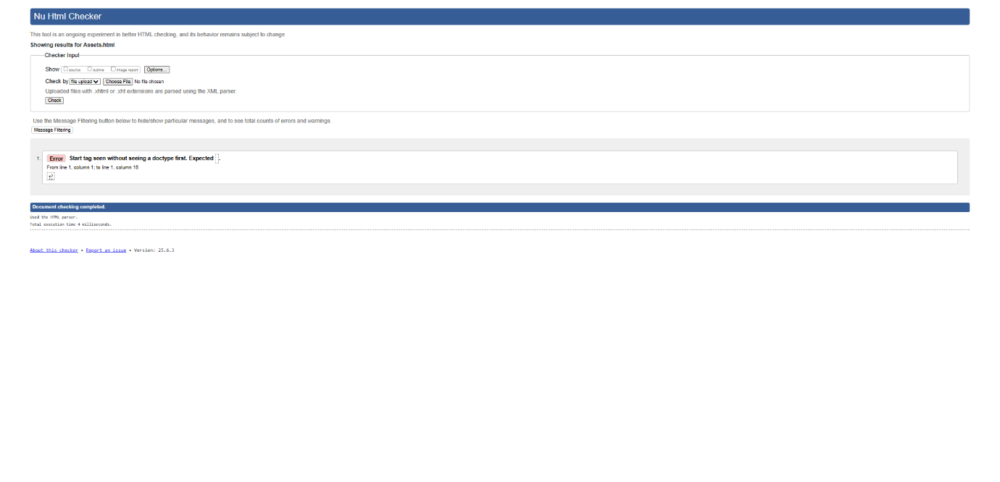 Nu Html Checker
This tool is an ongoing experiment in better HTML checking, and its behavior remains subject to change
Showing results for Assets.html
Checker Input
Show source outline image report Options...
Check by file upload Choose File No file chosen
Uploaded files with .xhtml or .xht extensions are parsed using the XML parser.
Check
Use the Message Filtering button below to hide/show particular messages, and to see total counts of errors and warnings.
Message Filtering
1. Error Start tag seen without seeing a doctype first. Expected .
From line 1, column 1; to line 1, column 16
↩
Document checking completed.
Used the HTML parser.
Total execution time 4 milliseconds.
About this checker • Report an issue • Version: 25.6.3